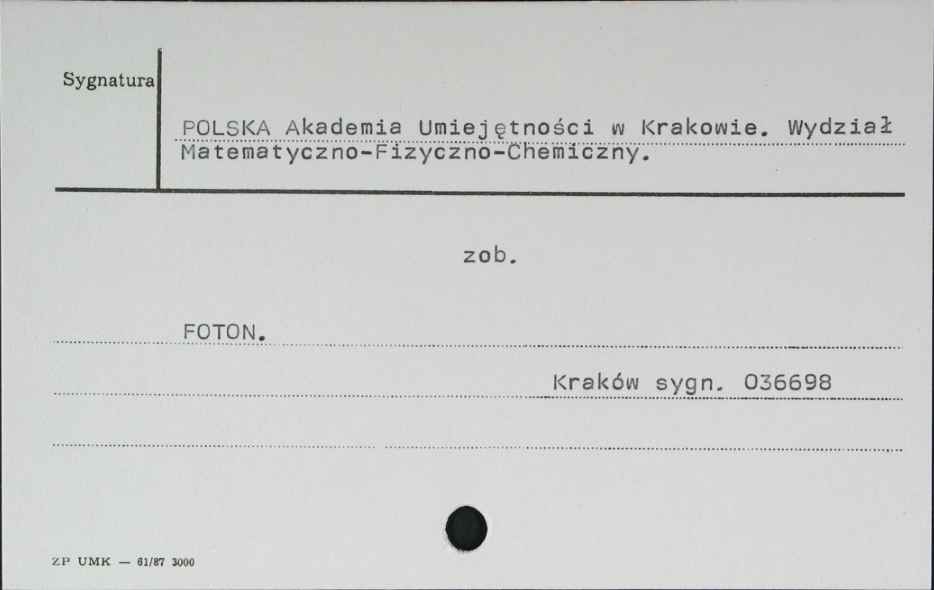 Sygnatura
POLSKA Akademia Umiejętności w Krakowie. Wydział
Matematyczno-Fizyczno-Chemiczny.
zob.
FOTON.
Kraków sygn. 036698
ZP UMK — 61/87 3000